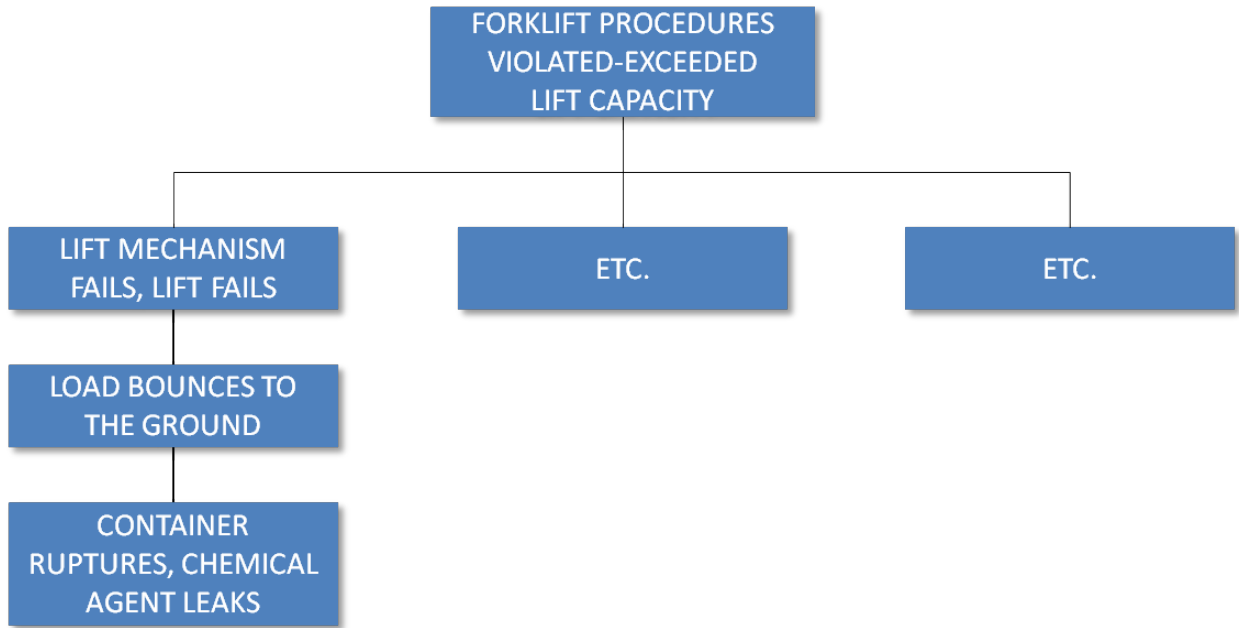 FORKLIFT PROCEDURES
VIOLATED-EXCEEDED
LIFT CAPACITY
LIFT MECHANISM
FAILS, LIFT FAILS
ETC.
ETC.
LOAD BOUNCES TO
THE GROUND
CONTAINER
RUPTURES, CHEMICAL
AGENT LEAKS